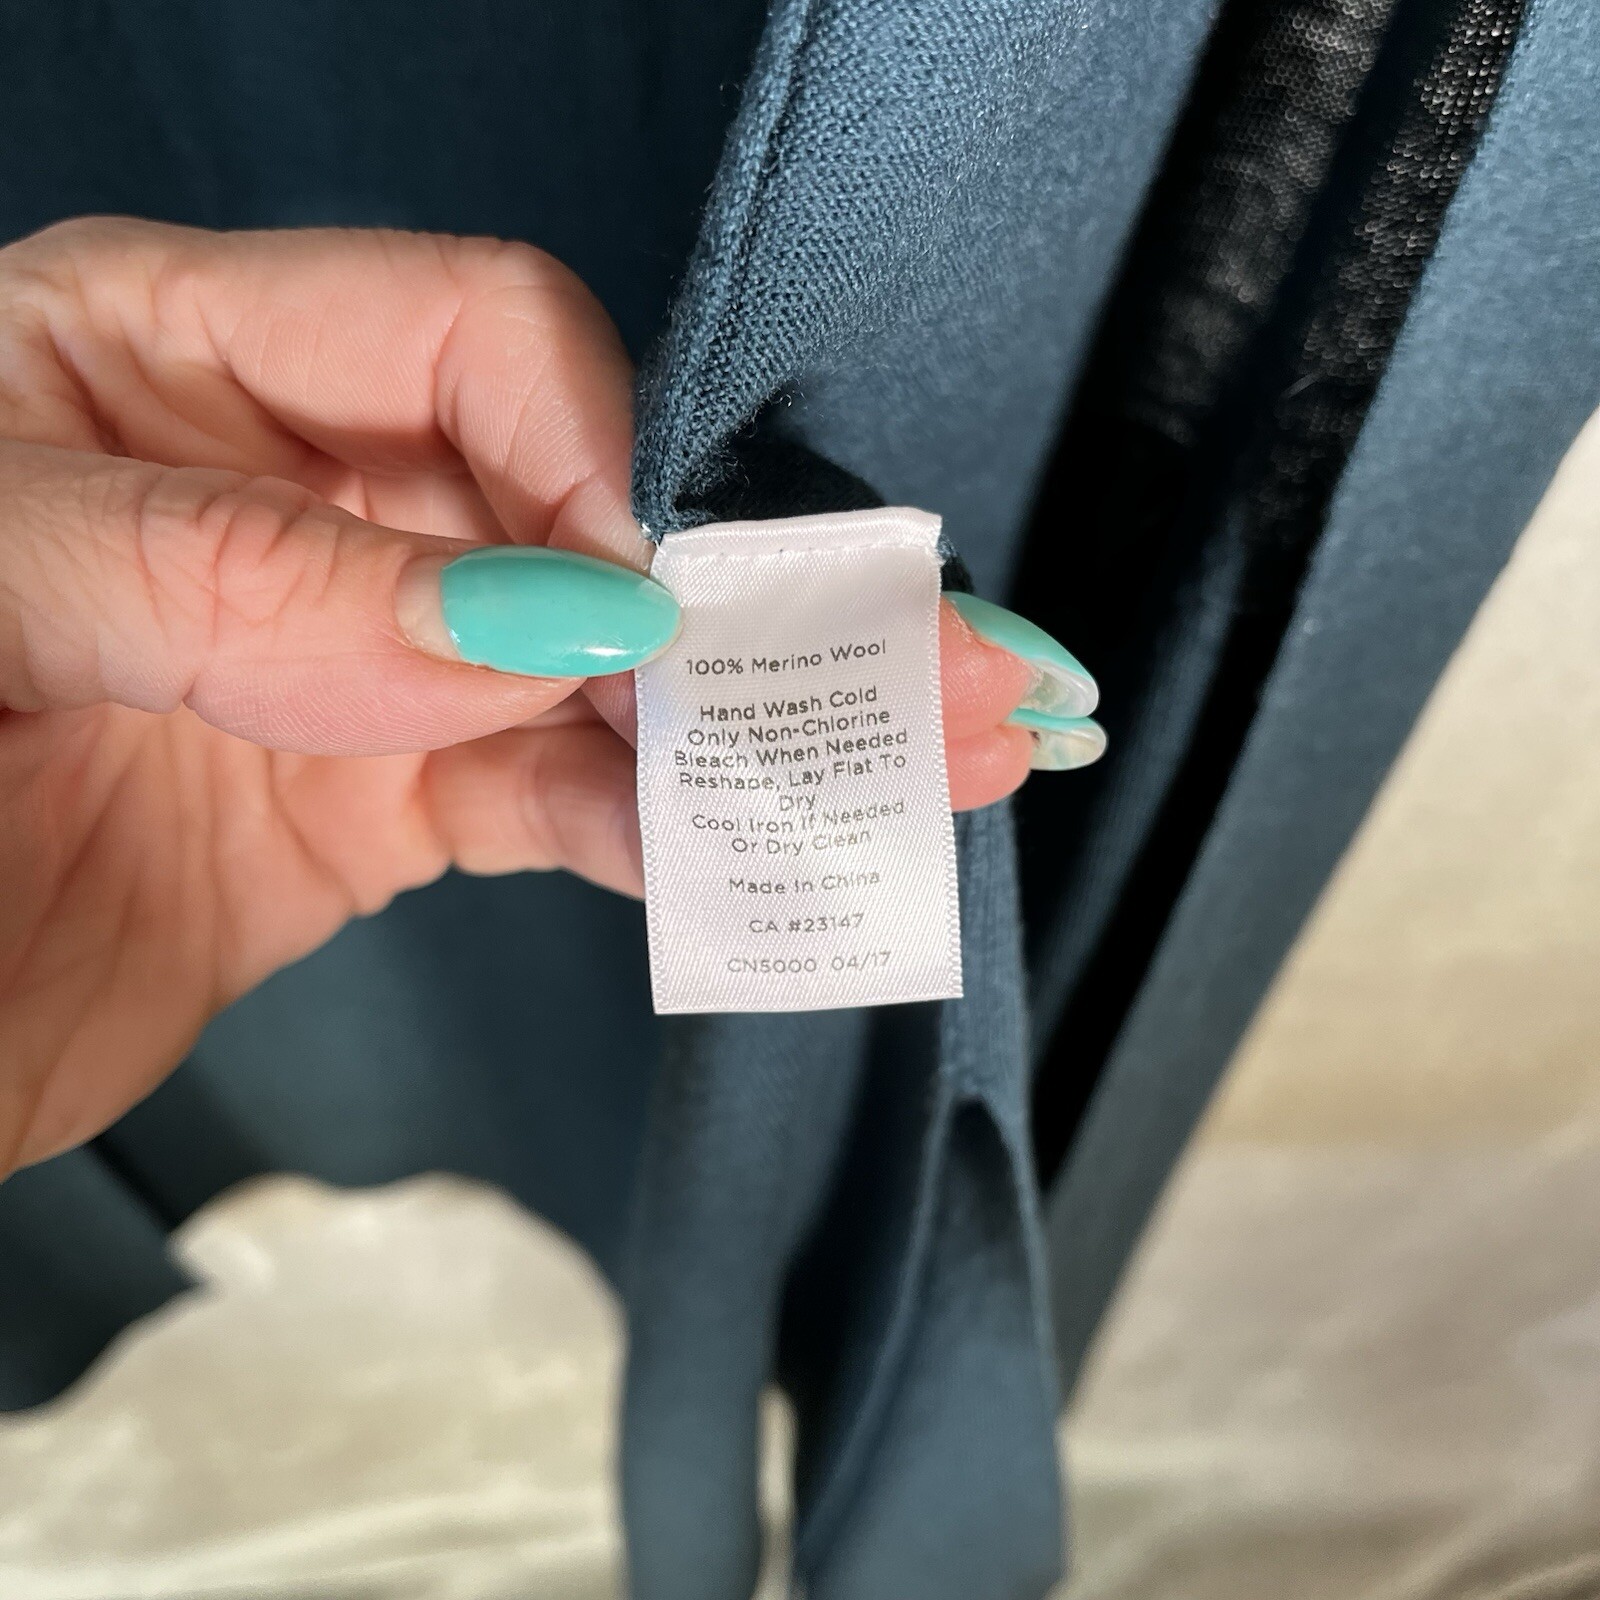 100% Merino Wool
Hand Wash Cold
Only Non-Chlorine
Bleach When Needed
Reshape, Lay Flat To
Dry
Cool Iron If Needed
Or Dry Clean
Made In China
CA #23147
CN5000 04/17